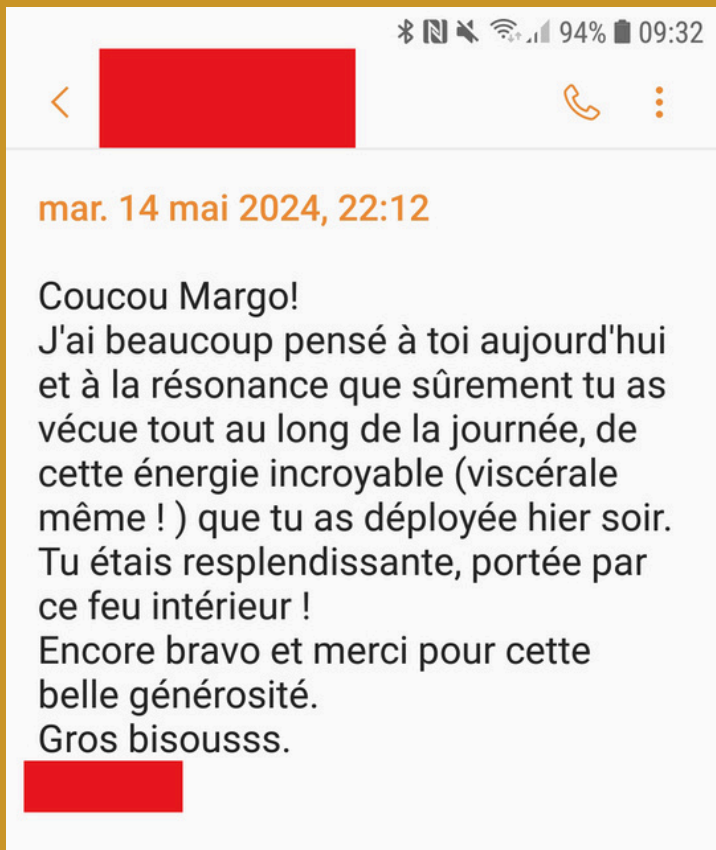 94% 09:32
mar. 14 mai 2024, 22:12
Coucou Margo!
J'ai beaucoup pensé à toi aujourd'hui
et à la résonance que sûrement tu as
vécue tout au long de la journée, de
cette énergie incroyable (viscérale
même ! ) que tu as déployée hier soir.
Tu étais resplendissante, portée par
ce feu intérieur !
Encore bravo et merci pour cette
belle générosité.
Gros bisousss.